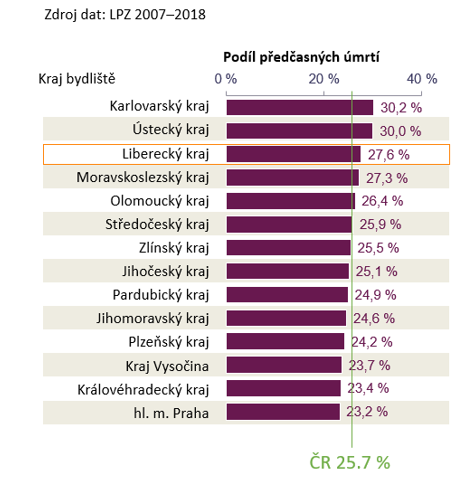 Zdroj dat: LPZ 2007–2018
Podíl předčasných úmrtí
Kraj bydliště 0 % 20 % 40 %
Karlovarský kraj 30,2 %
Ústecký kraj 30,0 %
Liberecký kraj 27,6 %
Moravskoslezský kraj 27,3 %
Olomoucký kraj 26,4 %
Středočeský kraj 25,9 %
Zlínský kraj 25,5 %
Jihočeský kraj 25,1 %
Pardubický kraj 24,9 %
Jihomoravský kraj 24,6 %
Plzeňský kraj 24,2 %
Kraj Vysočina 23,7 %
Královéhradecký kraj 23,4 %
hl. m. Praha 23,2 %
ČR 25.7 %